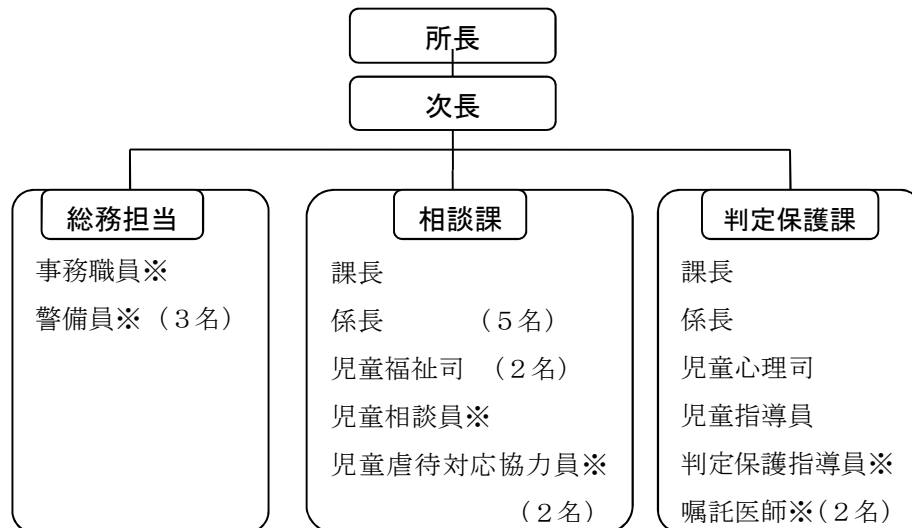 所長
次長
総務担当
事務職員※
警備員※（３名）
相談課
課長
係長　　　（５名）
児童福祉司　（２名）
児童相談員※
児童虐待対応協力員※
（２名）
判定保護課
課長
係長
児童心理司
児童指導員
判定保護指導員※
嘱託医師※（２名）